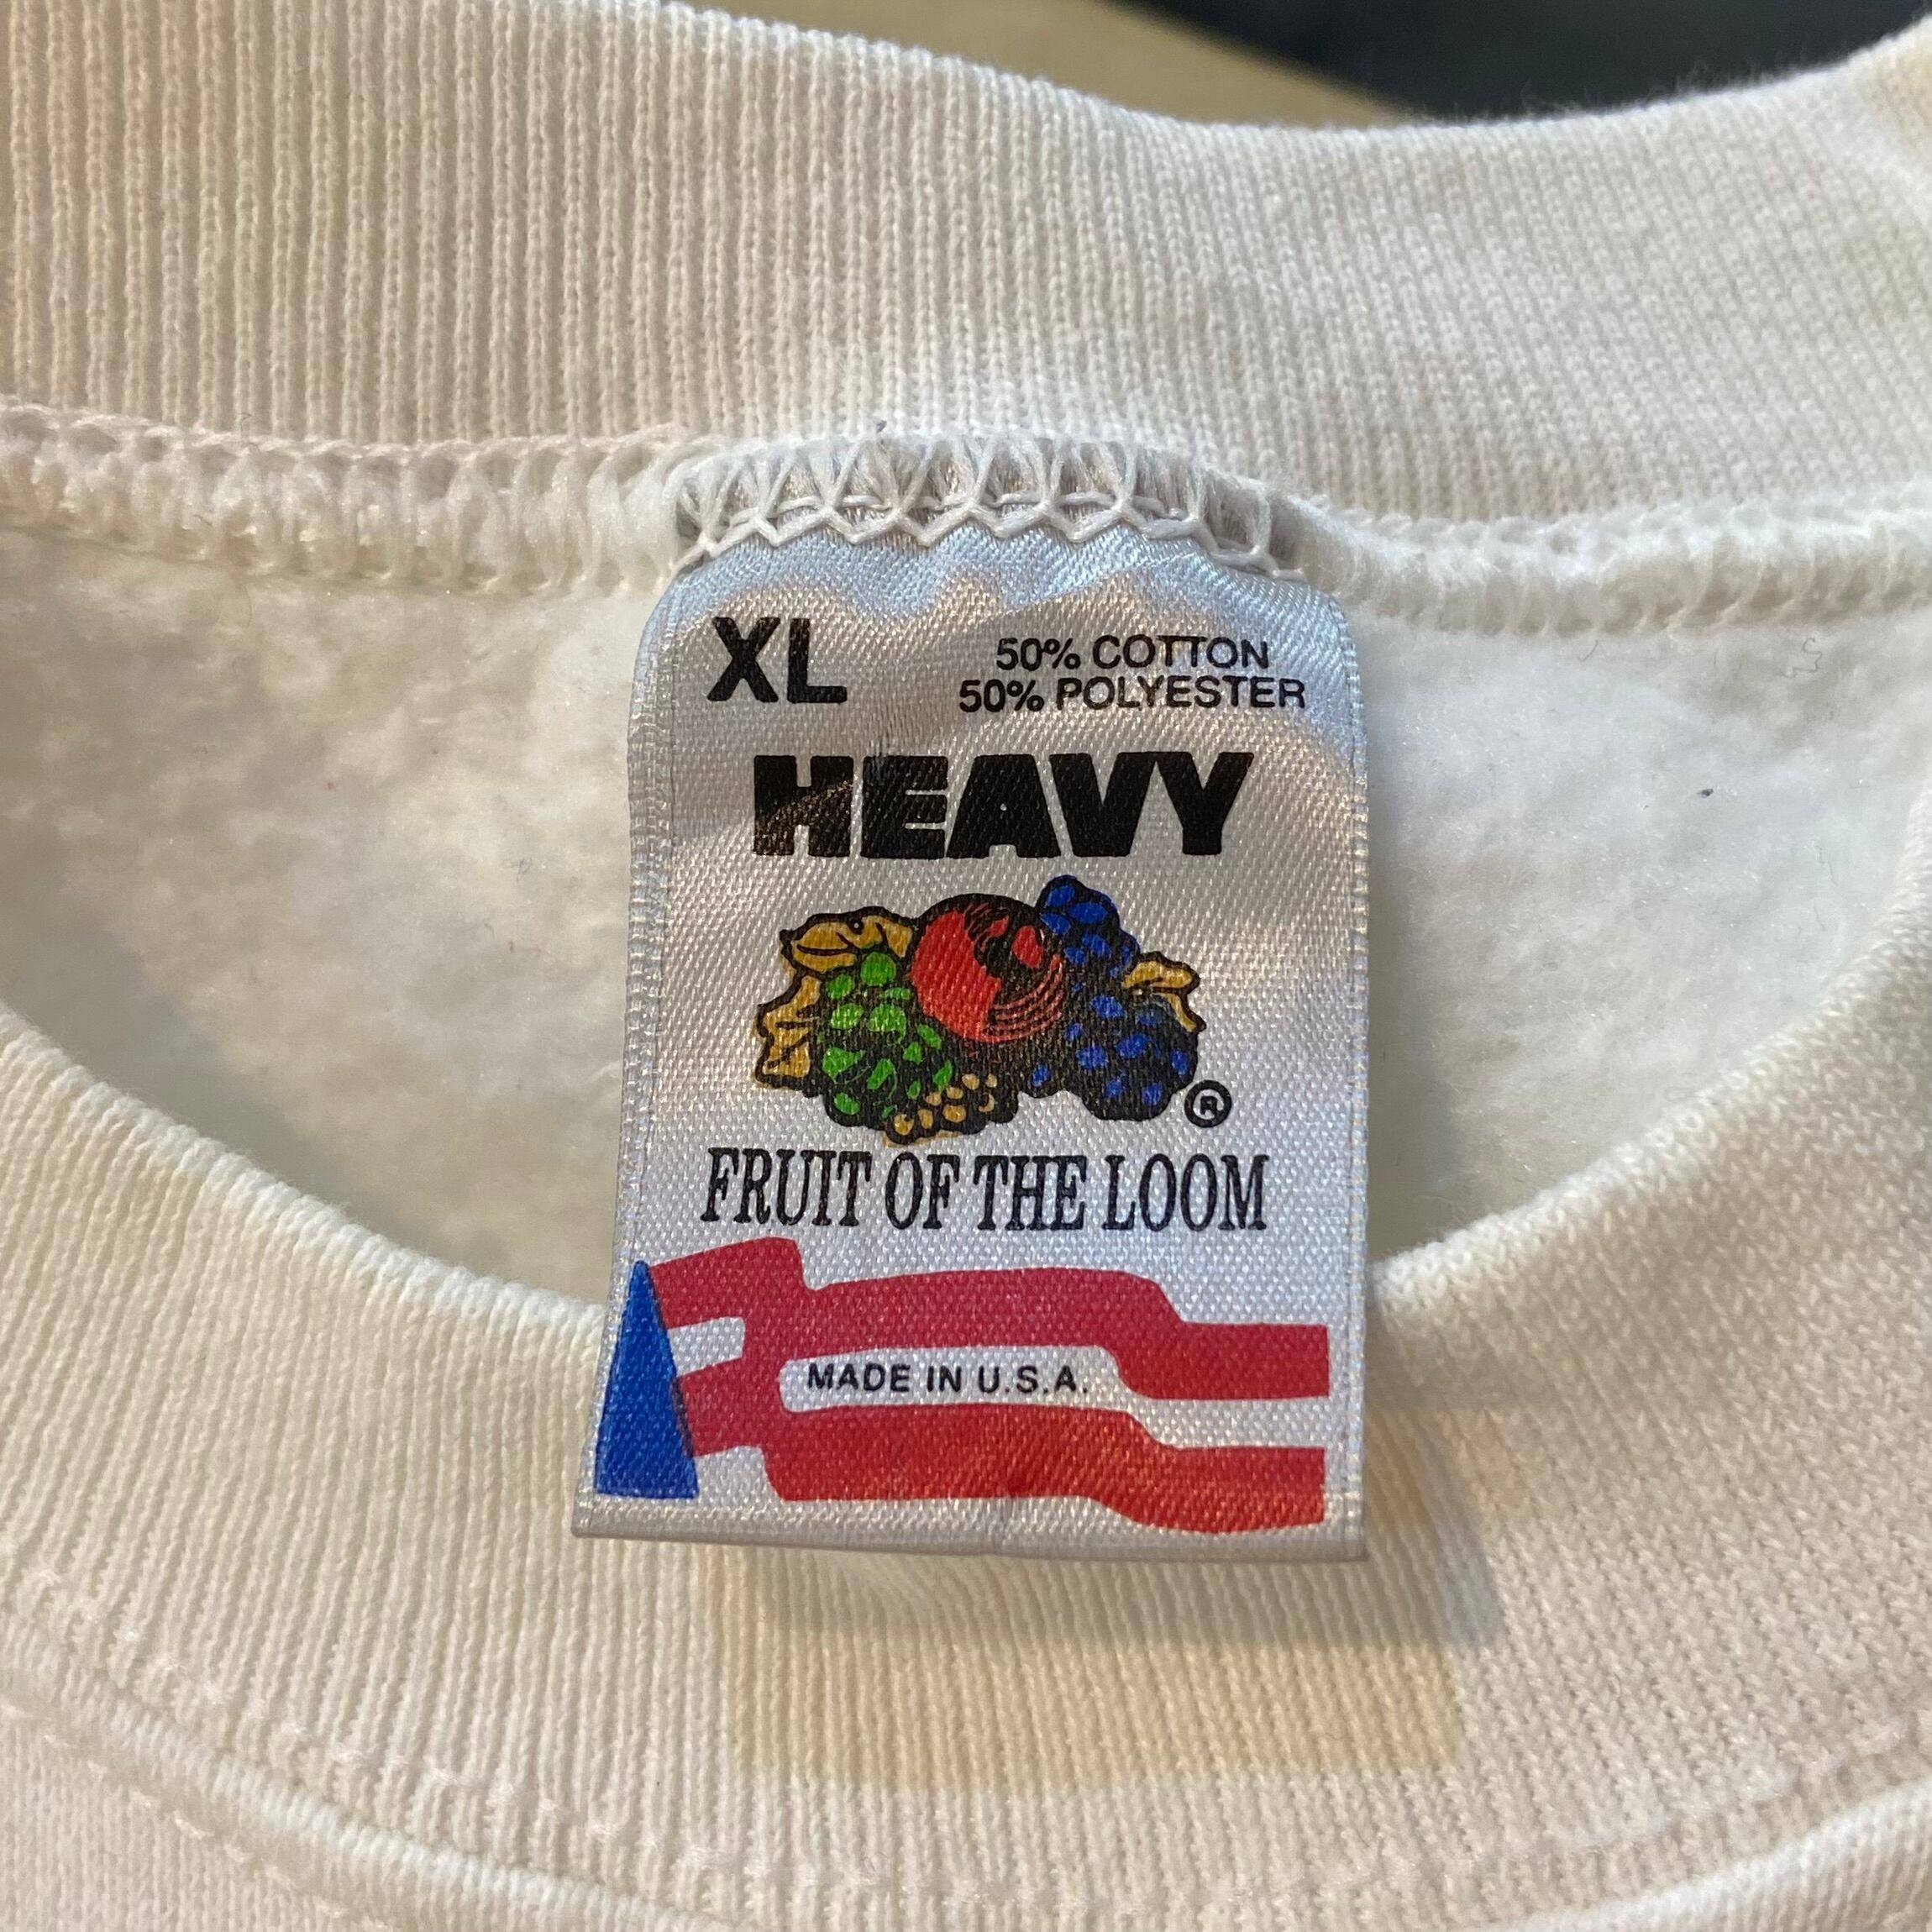 XL
50% COTTON
50% POLYESTER
HEAVY
®
FRUIT OF THE LOOM
MADE IN U.S.A.